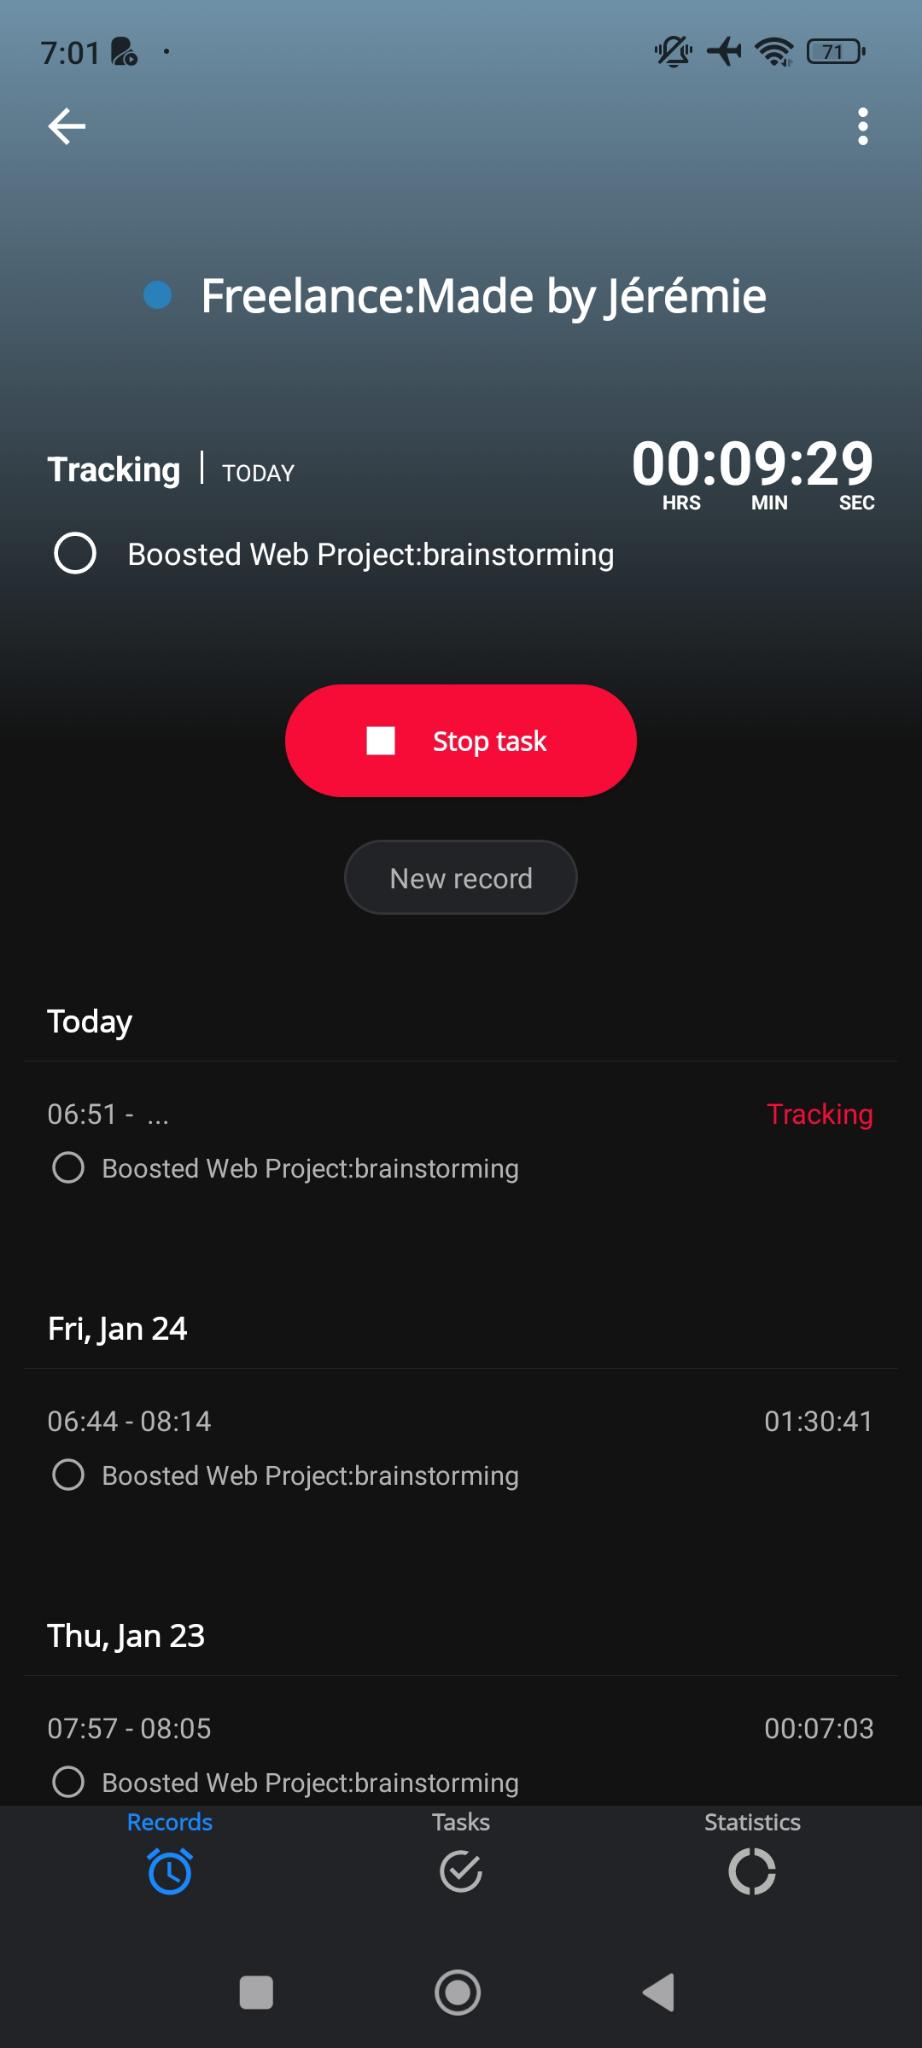 7:01
71
Freelance:Made by Jérémie
Tracking | TODAY
00:09:29
HRS MIN SEC
Boosted Web Project:brainstorming
Stop task
New record
Today
06:51 - ... Tracking
Boosted Web Project:brainstorming
Fri, Jan 24
06:44 - 08:14 01:30:41
Boosted Web Project:brainstorming
Thu, Jan 23
07:57 - 08:05 00:07:03
Boosted Web Project:brainstorming
Records Tasks Statistics